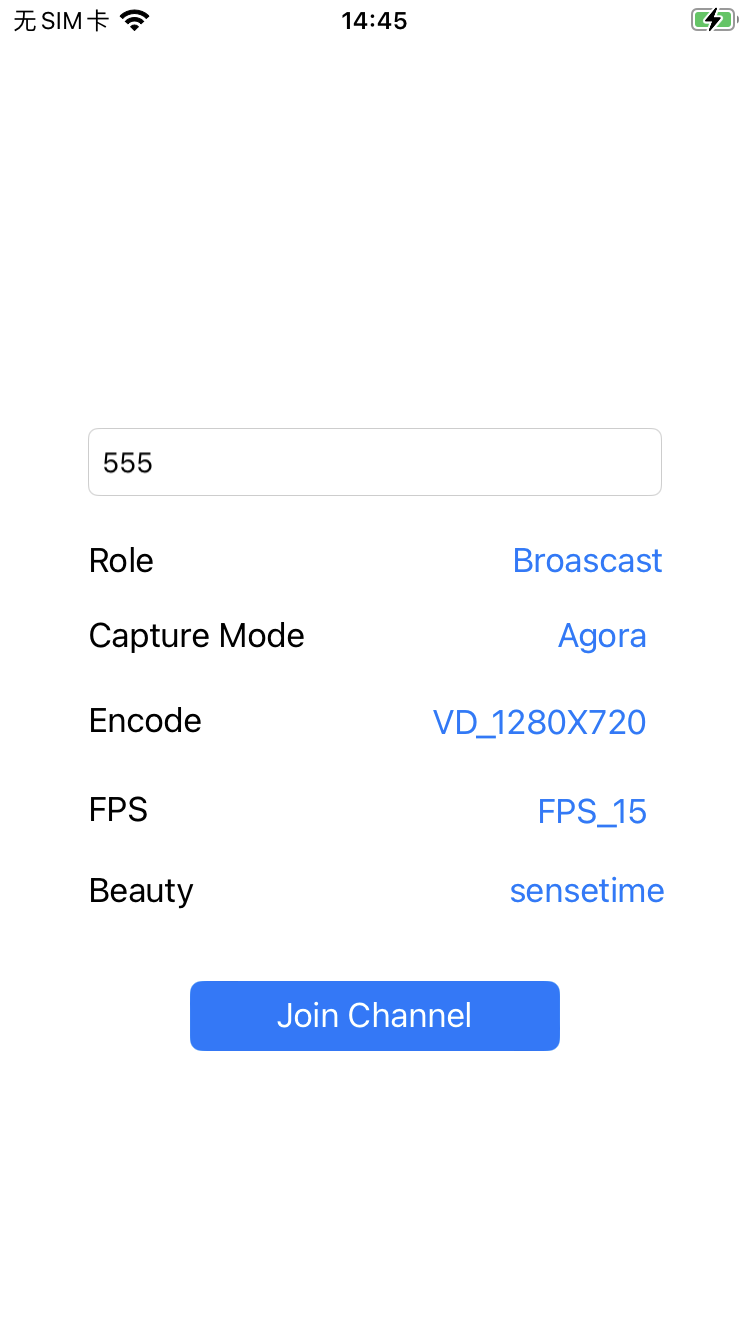 无SIM卡 14:45
555
Role Broascast
Capture Mode Agora
Encode VD_1280X720
FPS FPS_15
Beauty sensetime
Join Channel